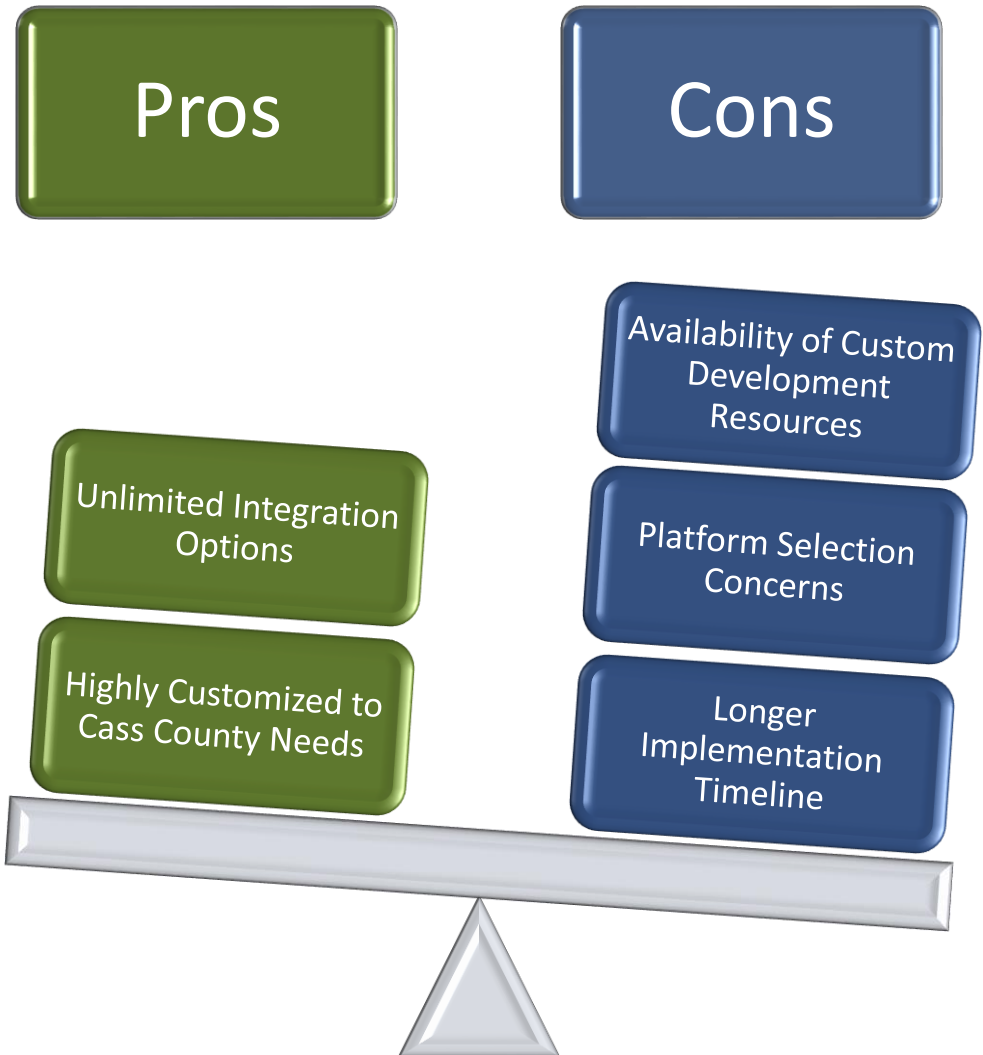 Pros
Cons
Unlimited Integration
Options
Highly Customized to
Cass County Needs
Availability of Custom
Development
Resources
Platform Selection
Concerns
Longer
Implementation
Timeline